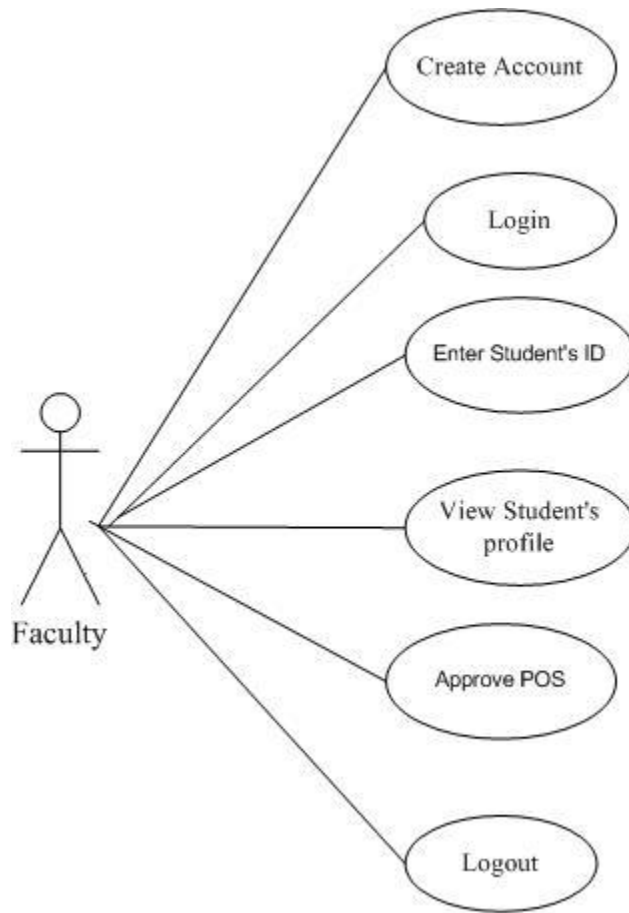 Create Account
Login
Enter Student's ID
View Student's
profile
Faculty
Approve POS
Logout